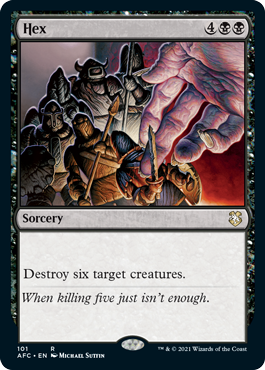 Hex 4
Sorcery
Destroy six target creatures.
When killing five just isn't enough.
101 R
AFC • EN Michael Sutfin ™ & © 2021 Wizards of the Coast